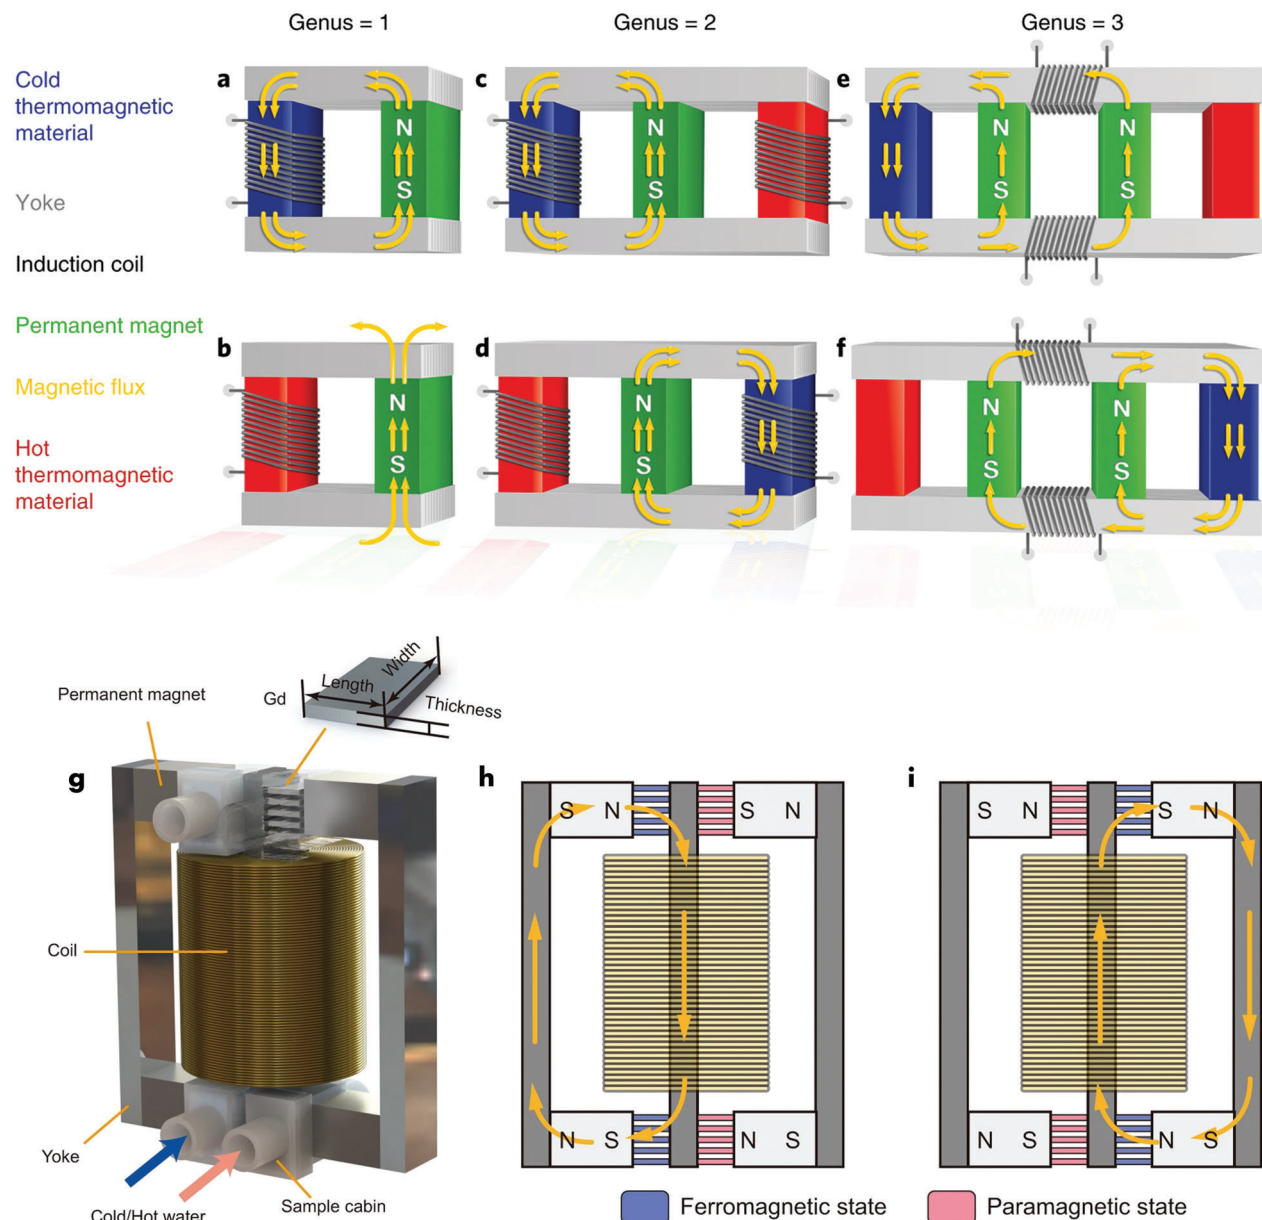 Genus = 1
Genus = 2
Genus = 3
Cold
thermomagnetic
material
Yoke
Induction coil
Permanent magnet
Magnetic flux
Hot
thermomagnetic
material
a
N
S
c
N
S
e
N
S
N
S
b
N
S
d
N
S
f
N
S
N
S
g
Permanent magnet
Gd
Length
Width
Thickness
Coil
Yoke
Cold/Hot water
Sample cabin
h
S N
S N
N S
N S
i
S N
S N
N S
N S
Ferromagnetic state
Paramagnetic state